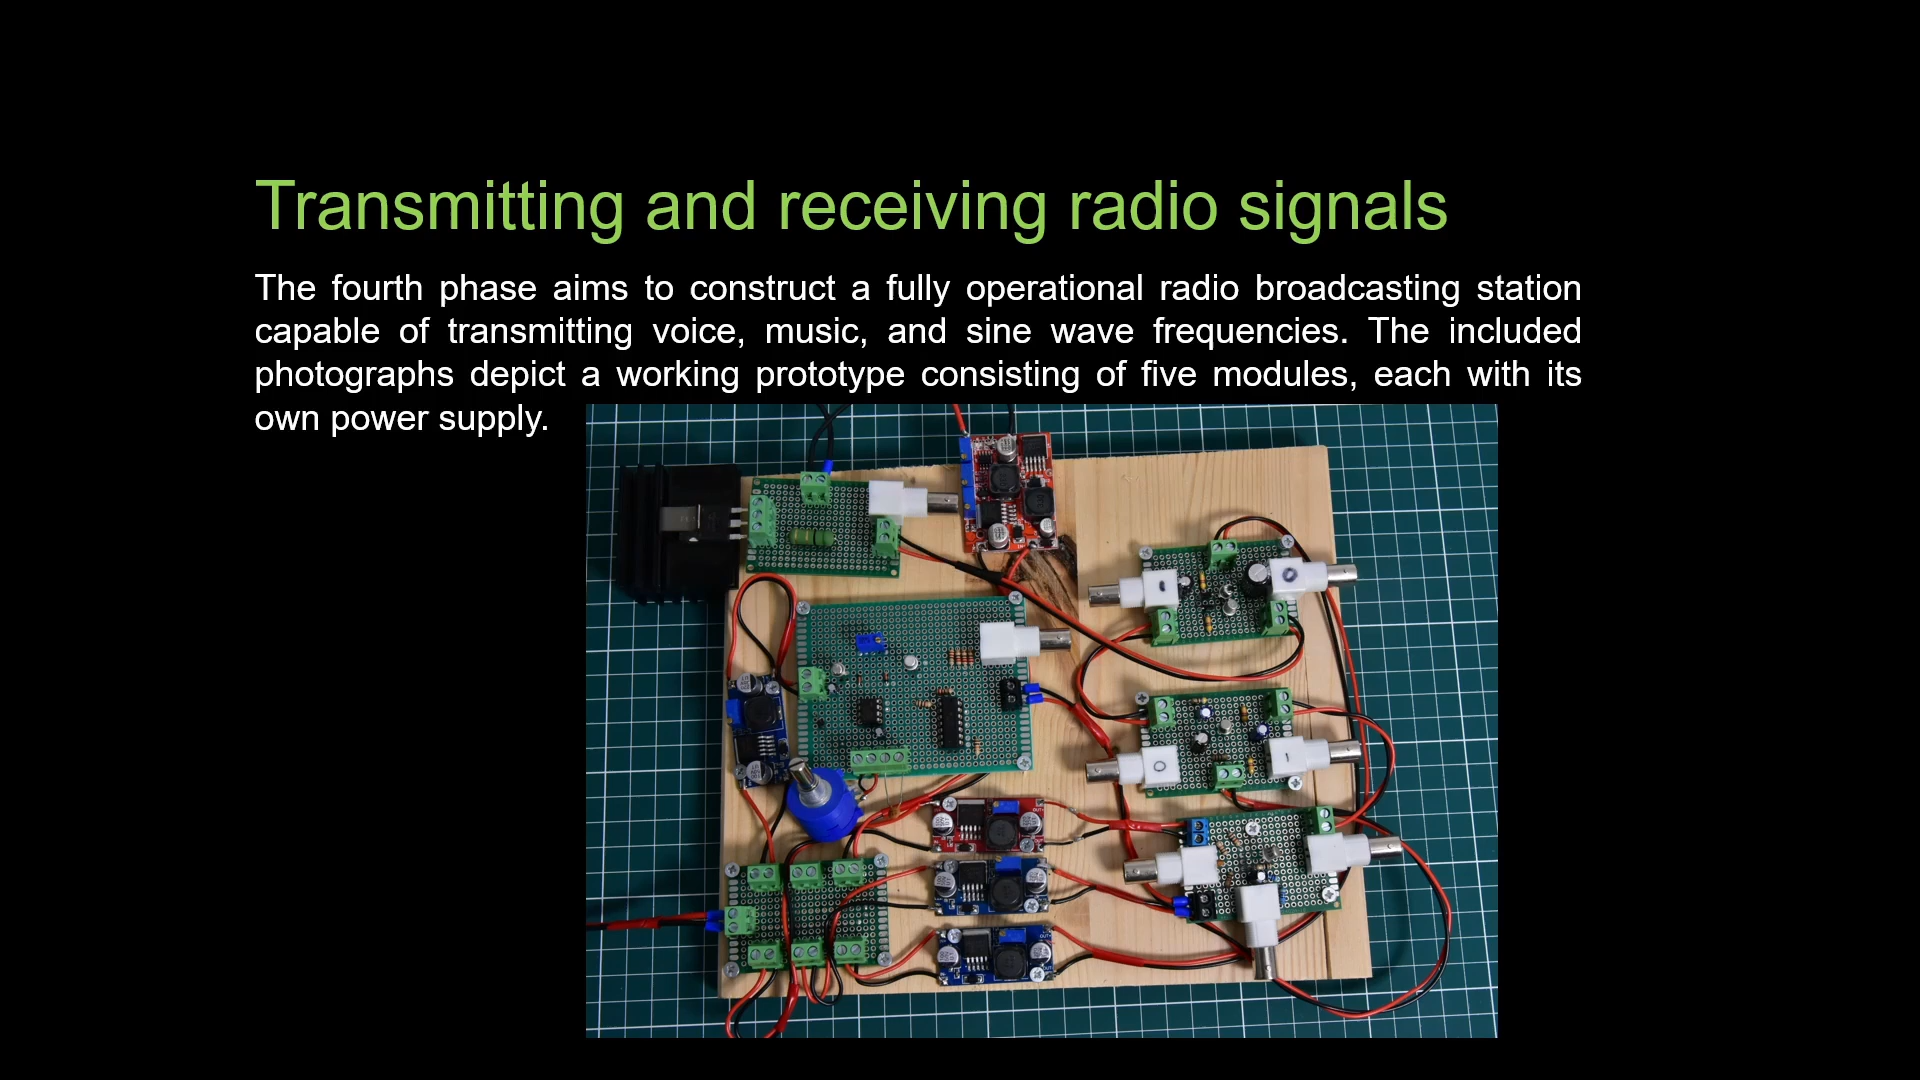 Transmitting and receiving radio signals
The fourth phase aims to construct a fully operational radio broadcasting station
capable of transmitting voice, music, and sine wave frequencies. The included
photographs depict a working prototype consisting of five modules, each with its
own power supply.